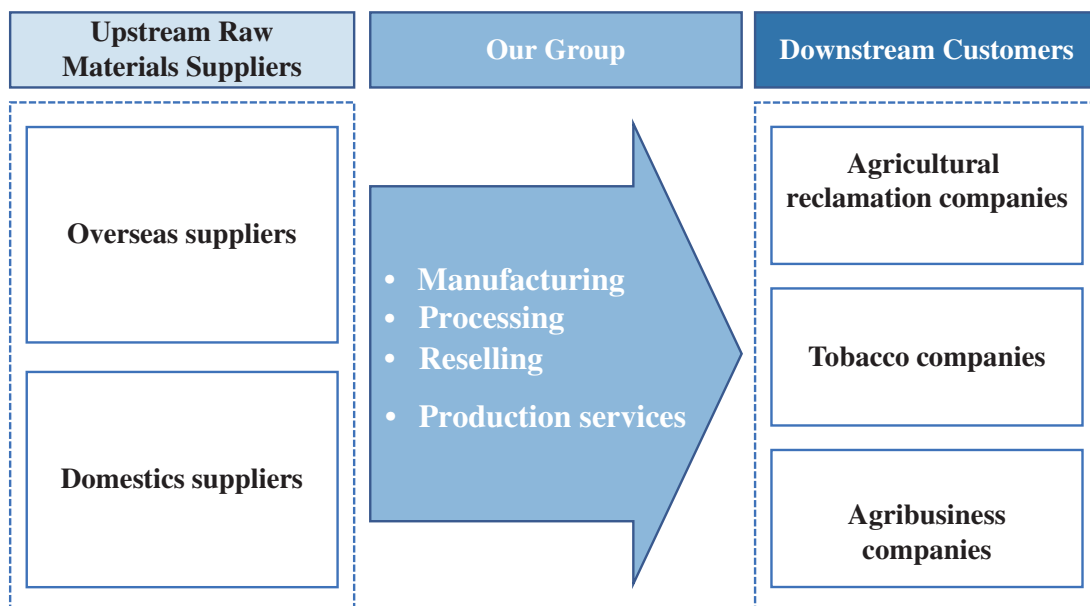 Upstream Raw
Materials Suppliers
Our Group
Downstream Customers
Overseas suppliers
Domestics suppliers
• Manufacturing
• Processing
• Reselling
• Production services
Agricultural
reclamation companies
Tobacco companies
Agribusiness
companies